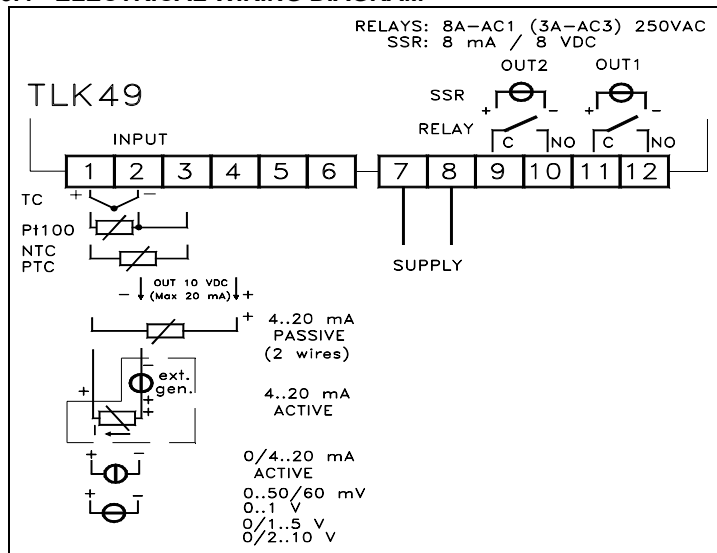 RELAYS: 8A-AC1 (3A-AC3) 250VAC
SSR: 8 mA / 8 VDC
OUT2 OUT1
TLK49
SSR + - + -
INPUT
RELAY C NO C NO
1 2 3 4 5 6 7 8 9 10 11 12
TC + -
Pt100
NTC
PTC
SUPPLY
- OUT 10 VDC +
(Max 20 mA)
+ 4..20 mA
PASSIVE
(2 wires)
-
ext.
+ gen.
+
+
4..20 mA
ACTIVE
I
+ - 0/4..20 mA
ACTIVE
+ - 0..50/60 mV
0..1 V
0/1..5 V
0/2..10 V